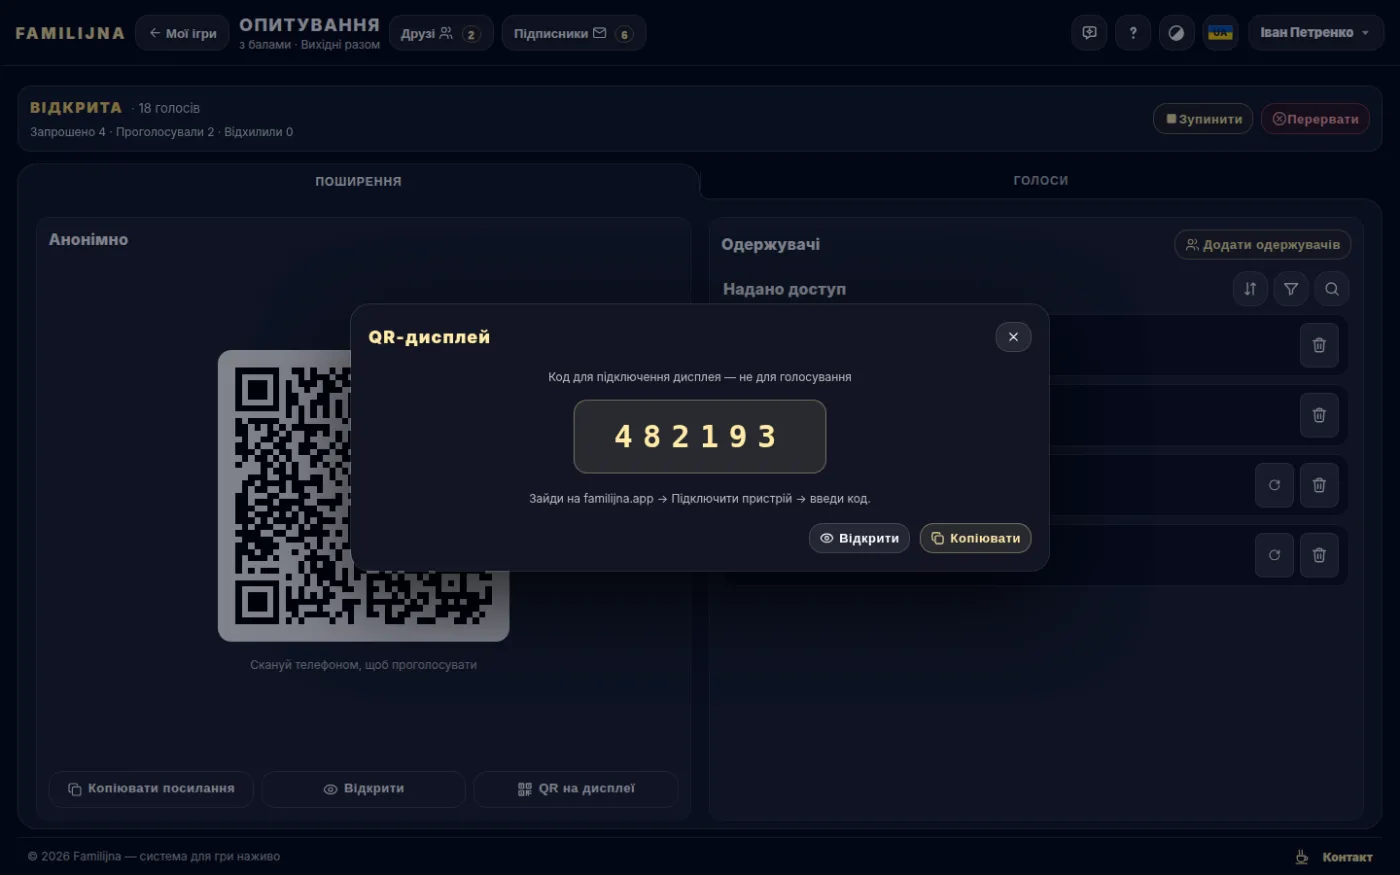 FAMILIJNA
Мої ігри
ОПИТУВАННЯ
з балами · Вихідні разом
Друзі 2
Підписники 6
?
UA
Іван Петренко
ВІДКРИТА · 18 голосів
Запрошено 4 · Проголосували 2 · Відхилили 0
Зупинити
Перервати
ПОШИРЕННЯ
ГОЛОСИ
Анонімно
Одержувачі
Додати одержувачів
Надано доступ
QR-дисплей
Код для підключення дисплея — не для голосування
482193
Зайди на familijna.app → Підключити пристрій → введи код.
Відкрити
Копіювати
Скануй телефоном, щоб проголосувати
Копіювати посилання
Відкрити
QR на дисплеї
© 2026 Familijna — система для гри наживо
Контакт